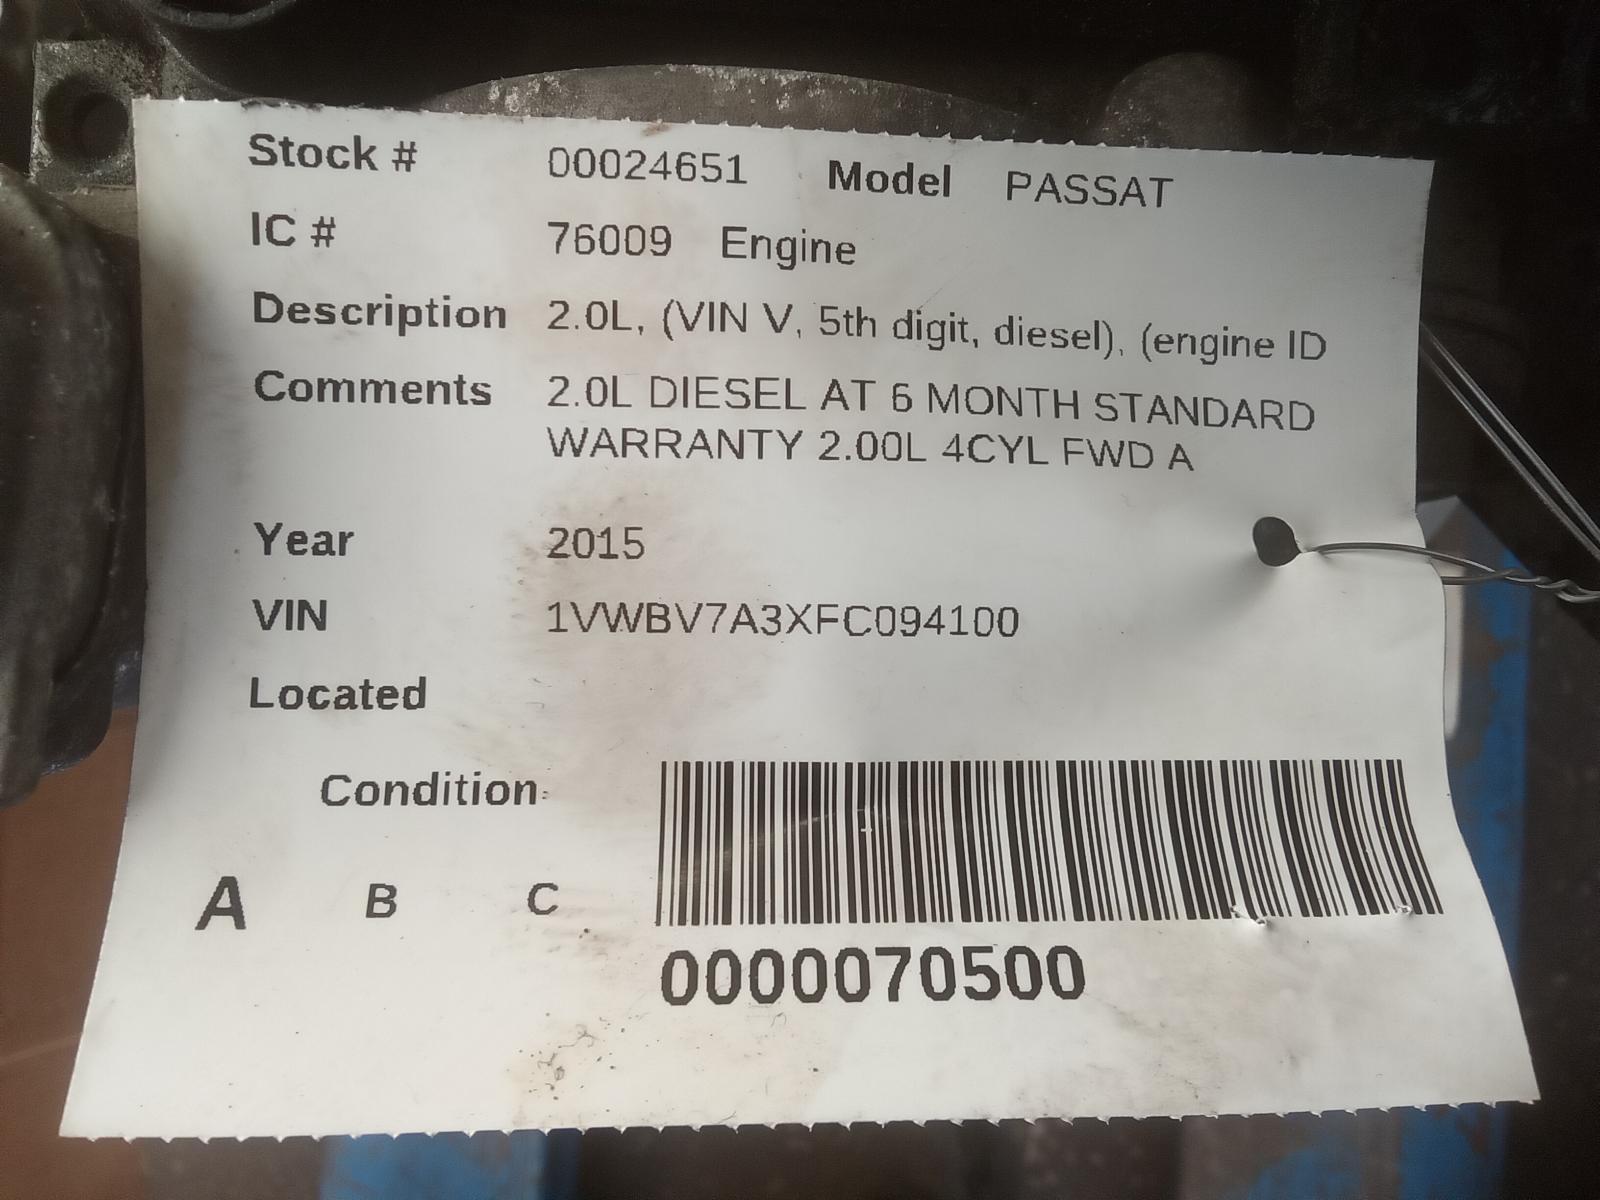 Stock # 00024651 Model PASSAT
IC # 76009 Engine
Description 2.0L, (VIN V, 5th digit, diesel), (engine ID
Comments 2.0L DIESEL AT 6 MONTH STANDARD
WARRANTY 2.00L 4CYL FWD A
Year 2015
VIN 1VWBV7A3XFC094100
Located
Condition:
A B C
0000070500